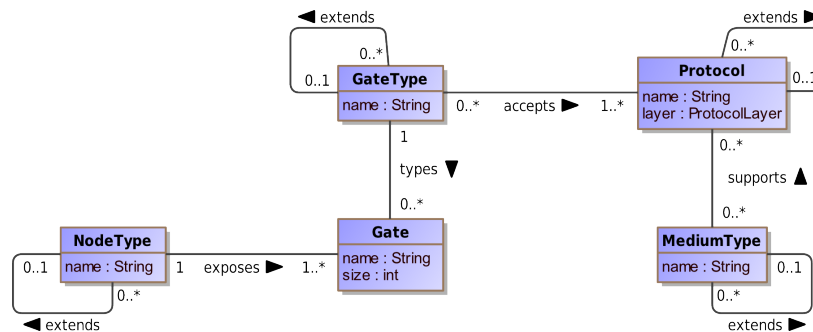 extends
0..*
0..1
GateType
name : String
0..*
accepts
1..*
extends
0..*
Protocol
0..1
name : String
layer : ProtocolLayer
1
types
0..*
0..*
supports
0..*
Gate
name : String
size : int
NodeType
name : String
0..1
0..*
extends
1
exposes
1..*
MediumType
name : String
0..1
0..*
extends